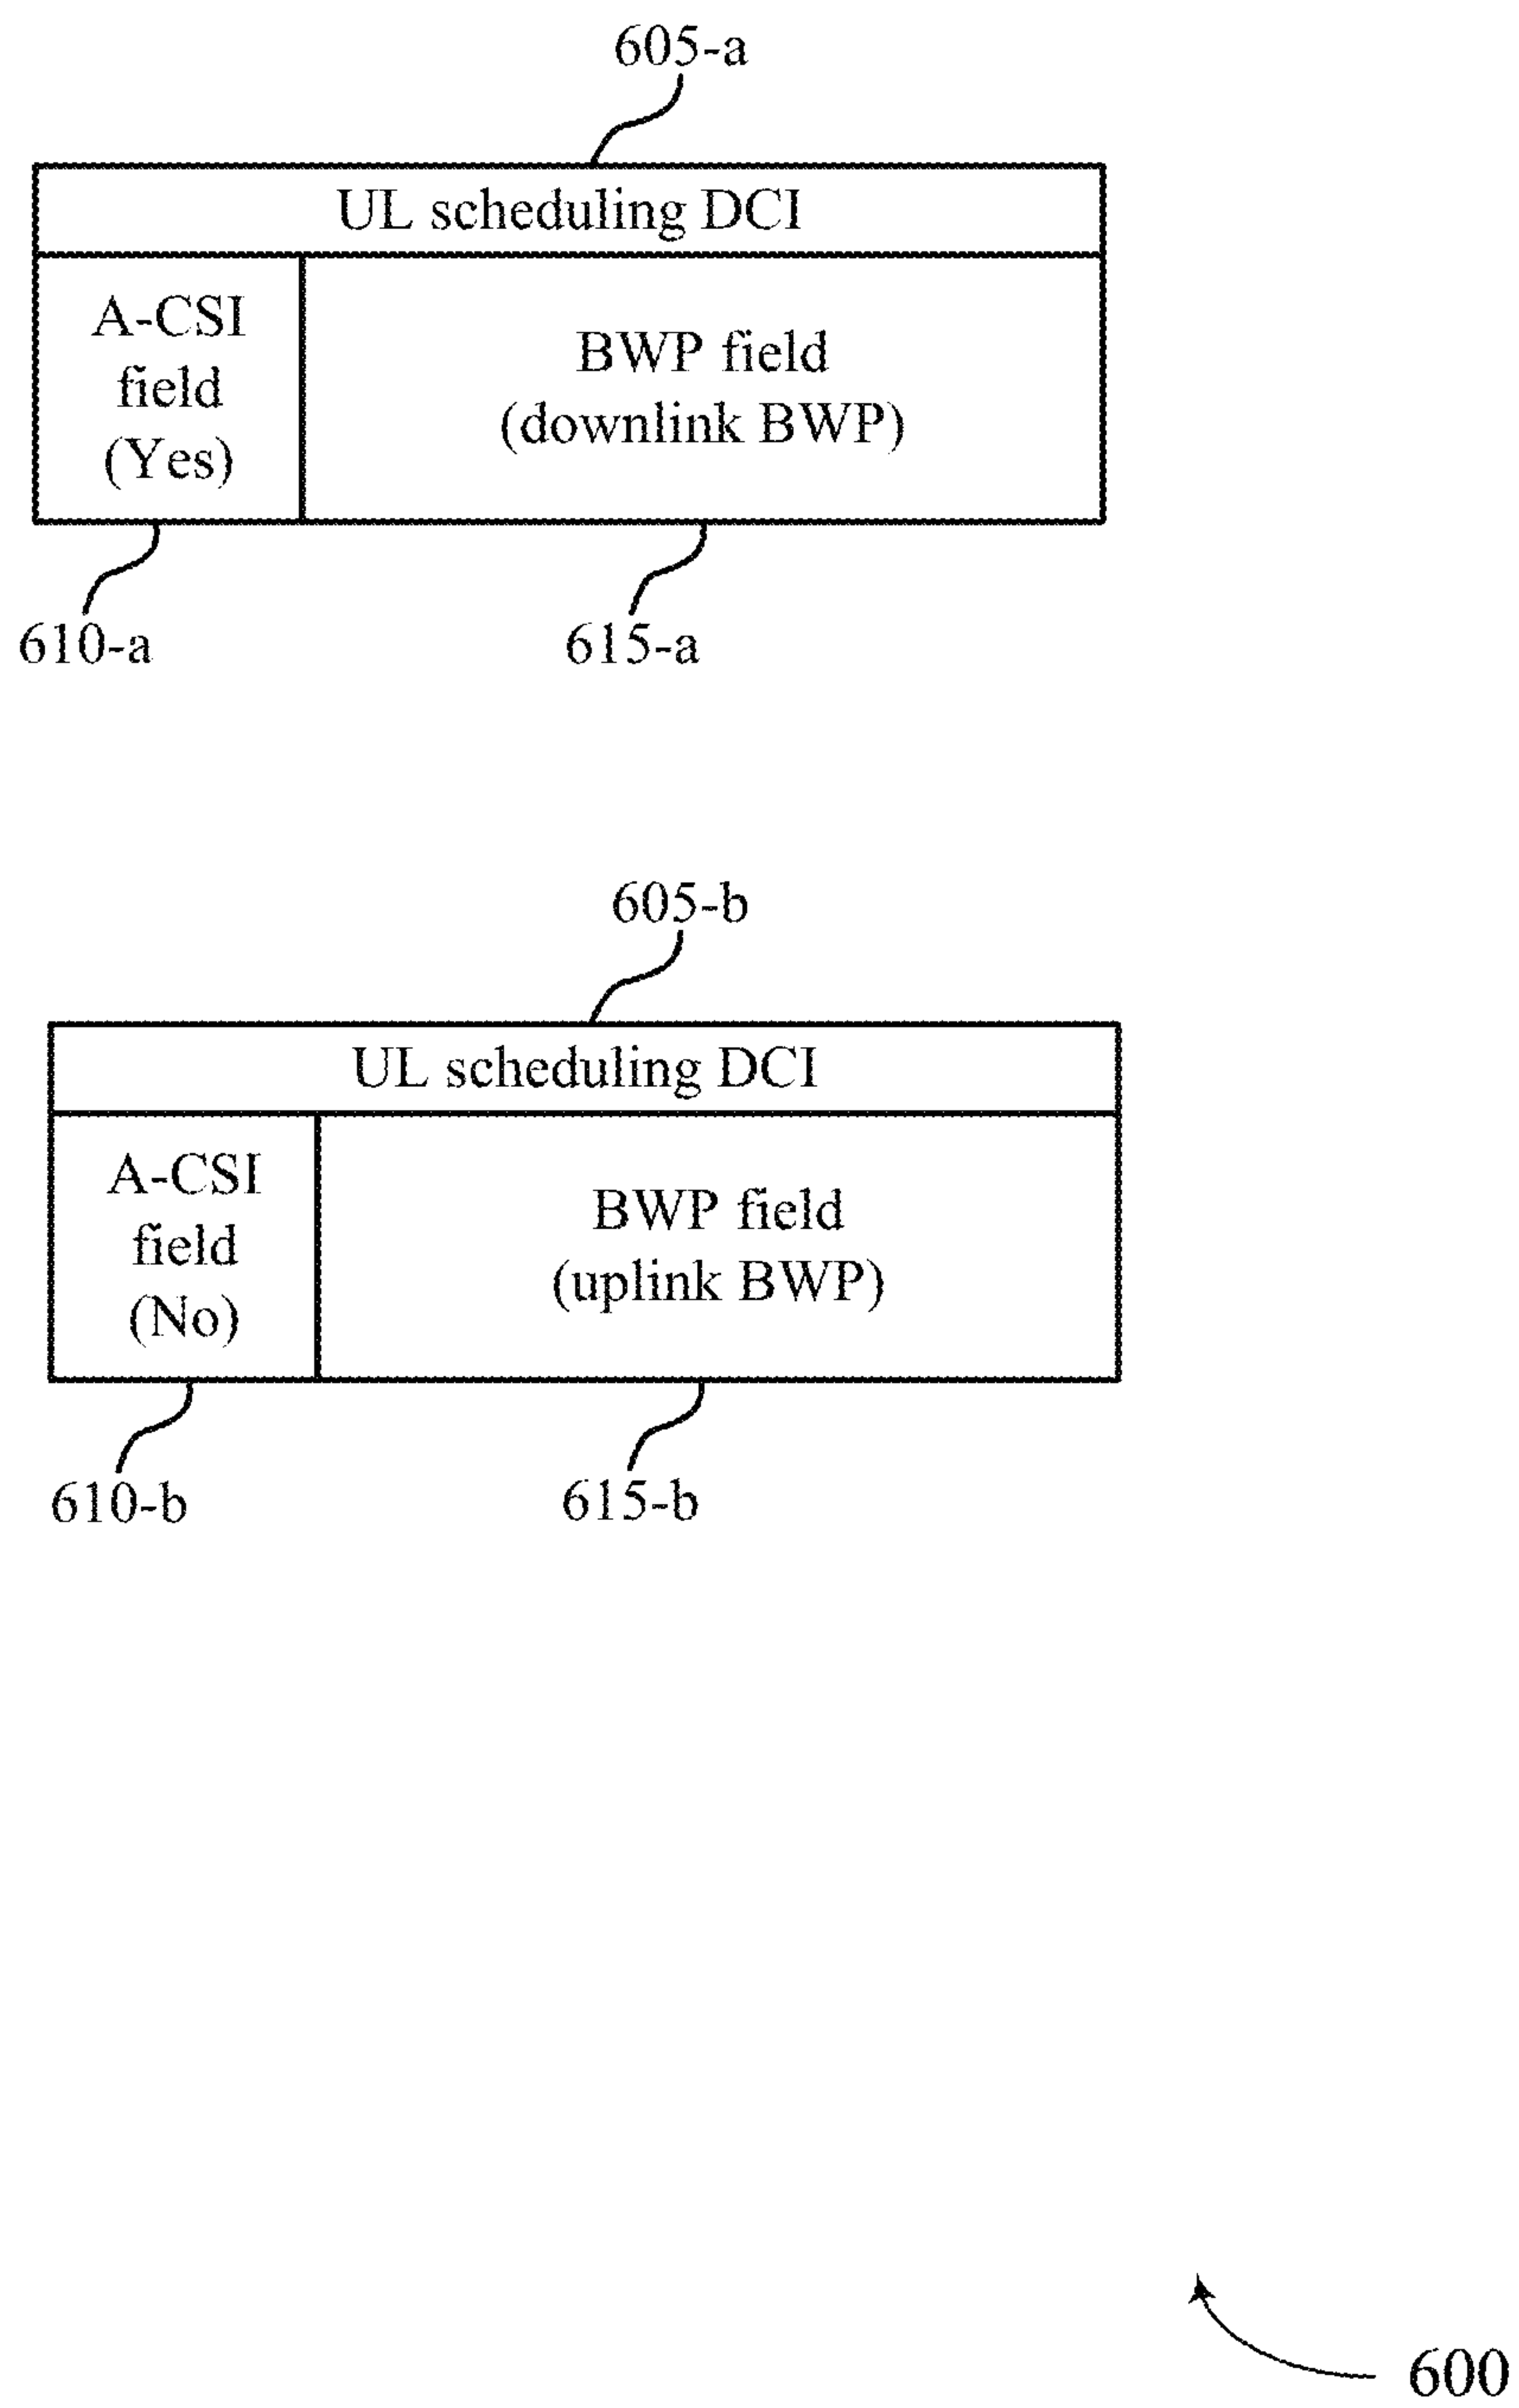 605-a
UL scheduling DCI
A-CSI
field
(Yes)
BWP field
(downlink BWP)
610-a
615-a
605-b
UL scheduling DCI
A-CSI
field
(No)
BWP field
(uplink BWP)
610-b
615-b
600